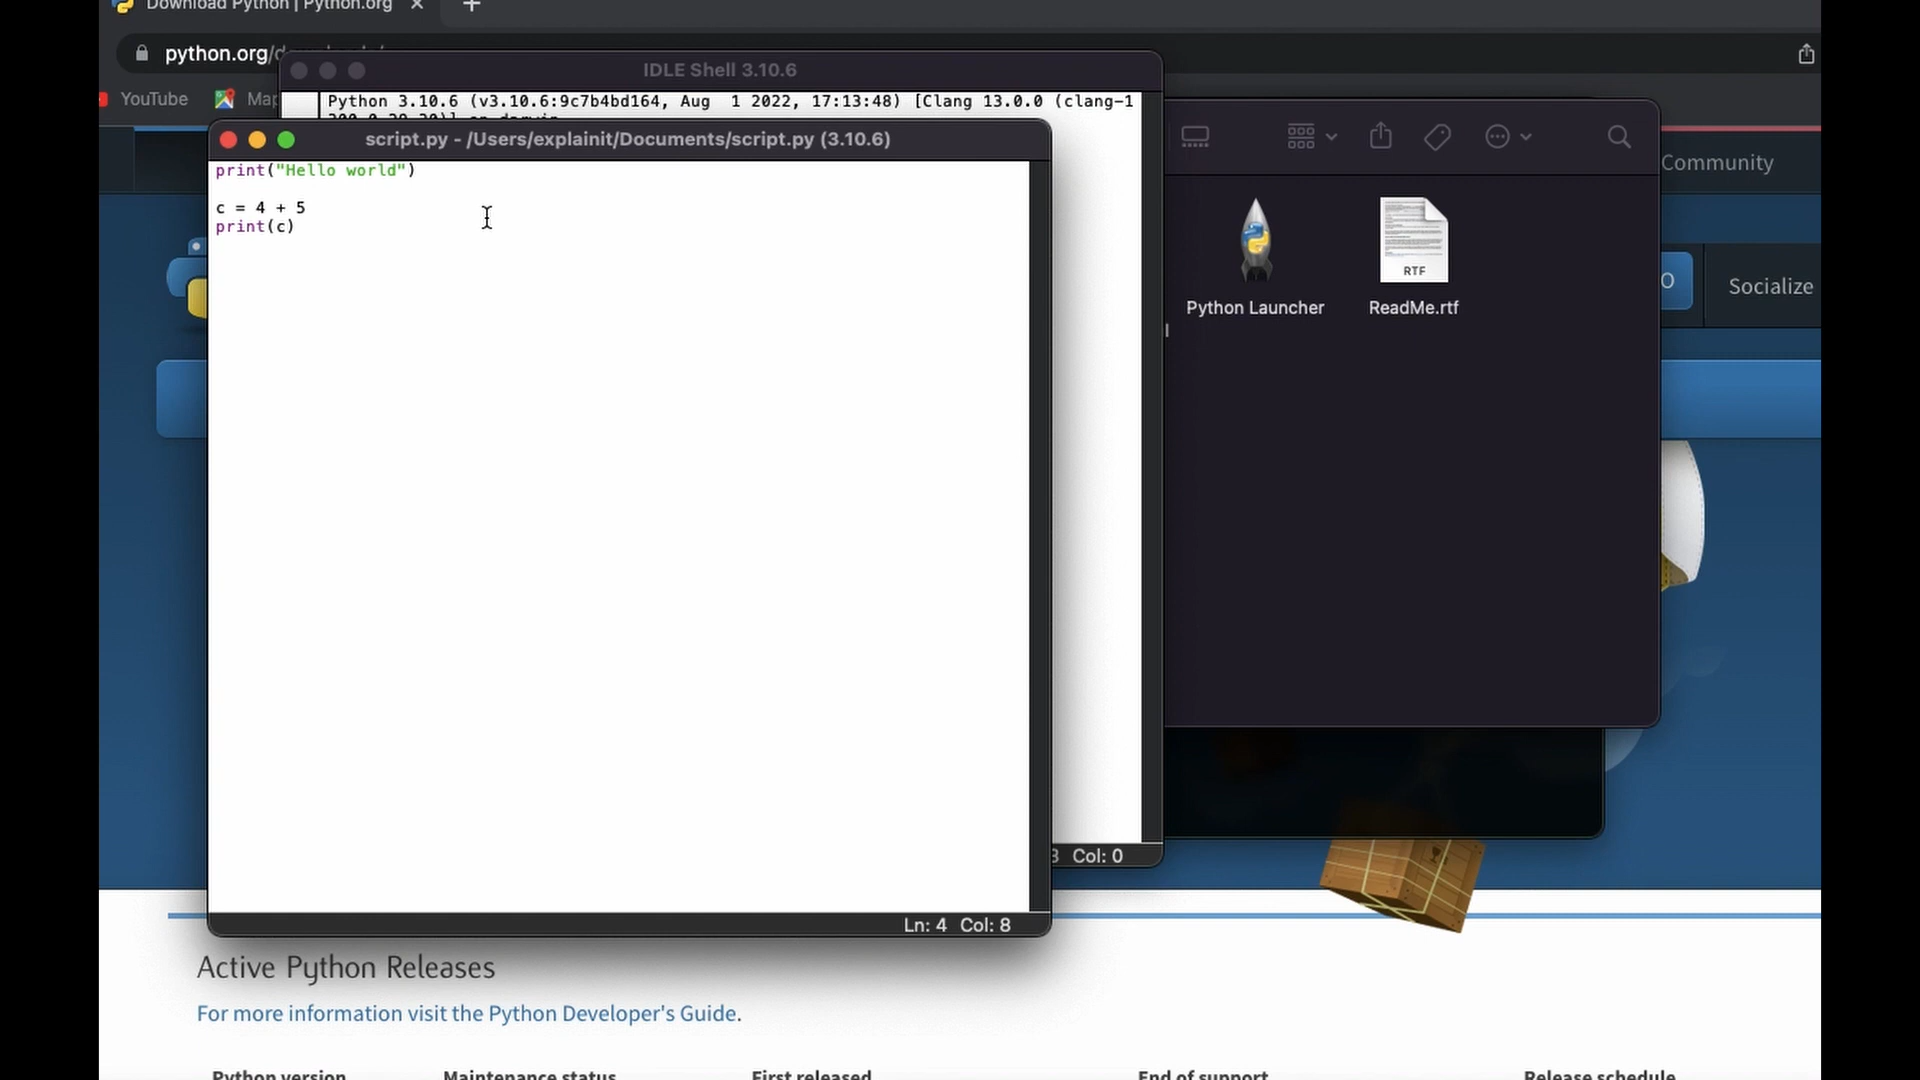 Download Python | Python.org
python.org/
YouTube
Map
IDLE Shell 3.10.6
Python 3.10.6 (v3.10.6:9c7b4bd164, Aug  1 2022, 17:13:48) [Clang 13.0.0 (clang-1
script.py - /Users/explainit/Documents/script.py (3.10.6)
print("Hello world")
c = 4 + 5
print(c)
Ln: 4 Col: 8
3 Col: 0
RTF
Python Launcher
ReadMe.rtf
Community
O
Socialize
Active Python Releases
For more information visit the Python Developer's Guide.
Python version
Maintenance status
First released
End of support
Release schedule